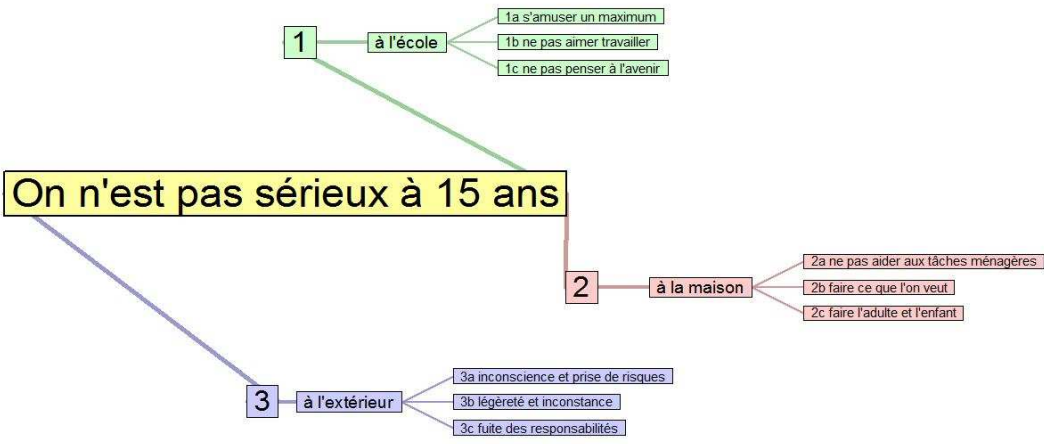 1a s'amuser un maximum
1
à l'école
1b ne pas aimer travailler
1c ne pas penser à l'avenir
On n'est pas sérieux à 15 ans
2a ne pas aider aux tâches ménagères
2
à la maison
2b faire ce que l'on veut
2c faire l'adulte et l'enfant
3a inconscience et prise de risques
3
à l'extérieur
3b légèreté et inconstance
3c fuite des responsabilités